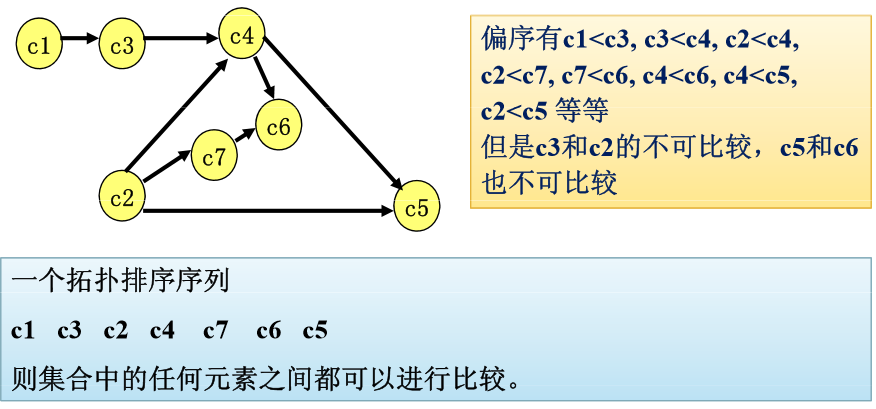 c1
c3
c4
c6
c7
c2
c5
偏序有c1<c3, c3<c4, c2<c4,
c2<c7, c7<c6, c4<c6, c4<c5,
c2<c5 等等
但是c3和c2的不可比较，c5和c6
也不可比较
一个拓扑排序序列
c1 c3 c2 c4 c7 c6 c5
则集合中的任何元素之间都可以进行比较。